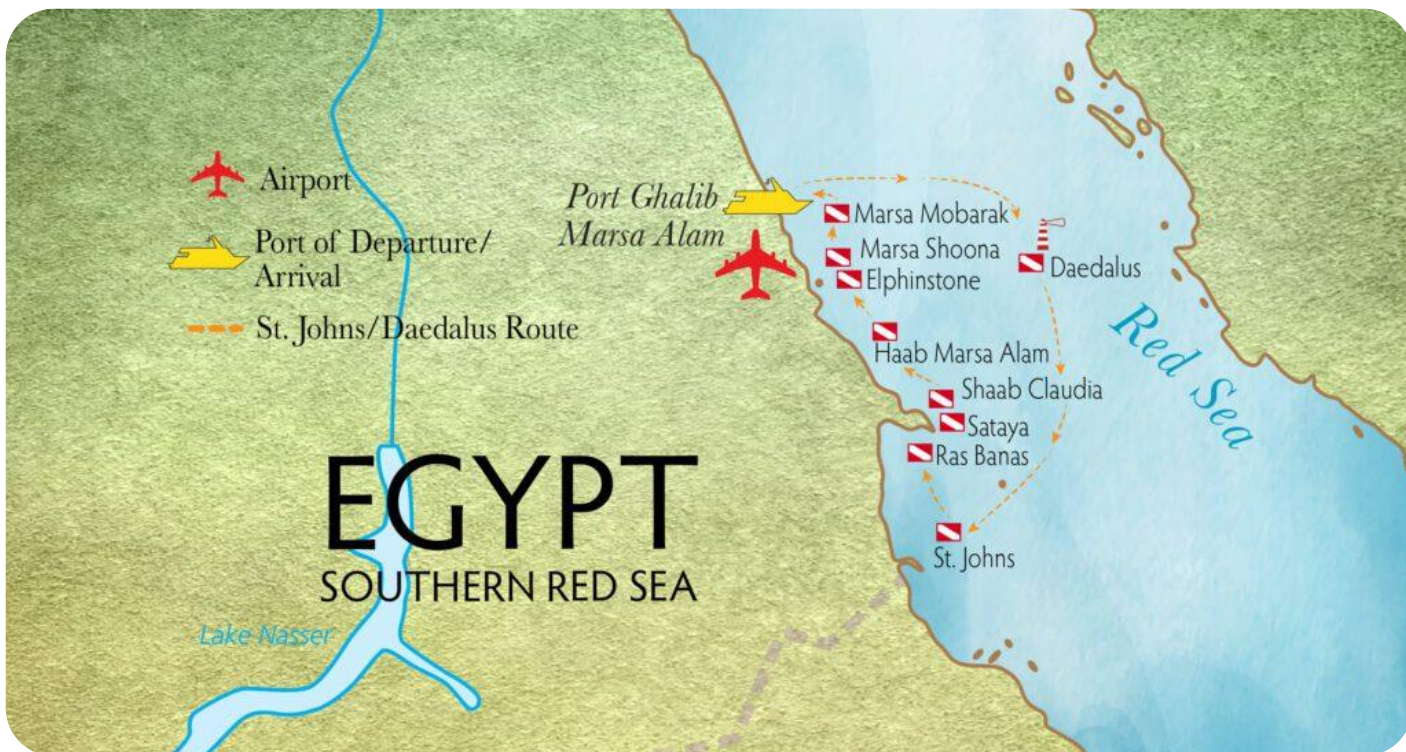 Airport
Port of Departure/
Arrival
St. Johns/Daedalus Route
Port Ghalib
Marsa Alam
Marsa Mobarak
Marsa Shoona
Elphinstone
Daedalus
Haab Marsa Alam
Shaab Claudia
Sataya
Ras Banas
St. Johns
Red Sea
EGYPT
SOUTHERN RED SEA
Lake Nasser